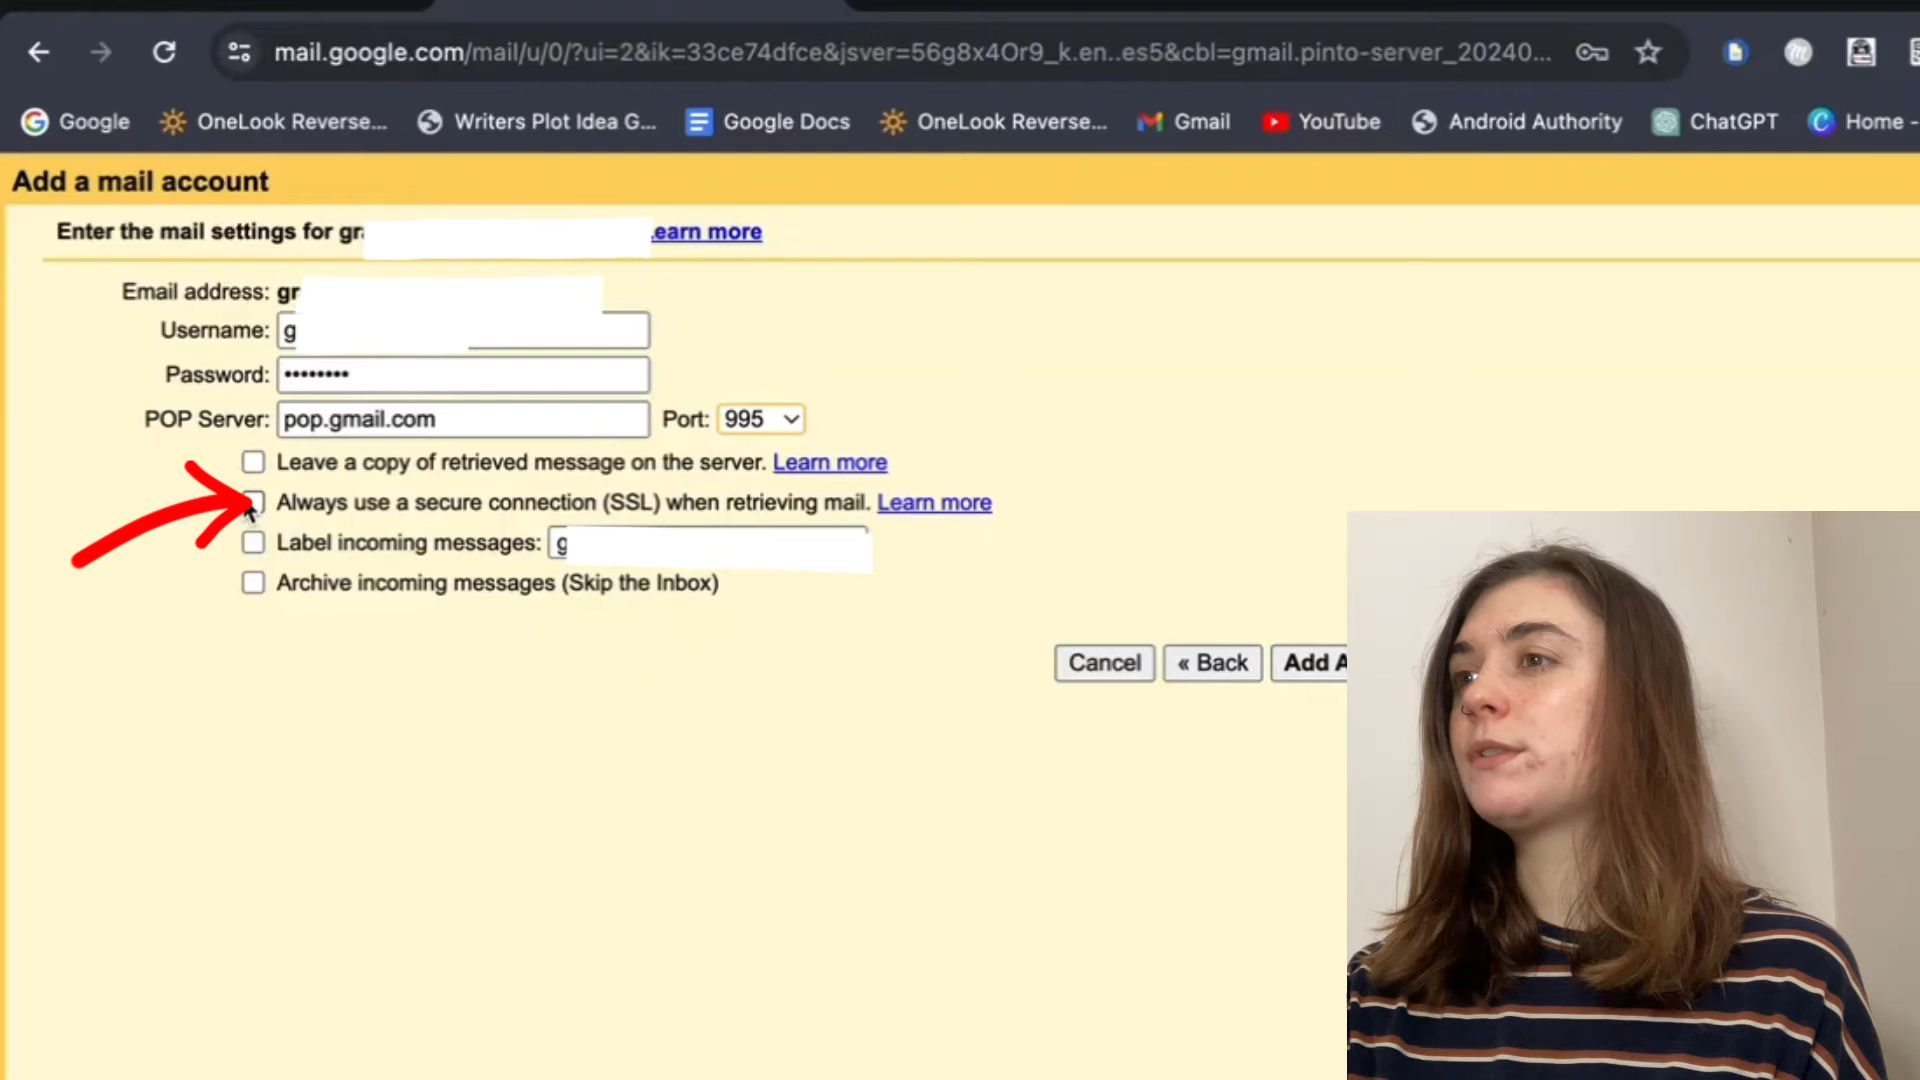 mail.google.com/mail/u/0/?ui=2&ik=33ce74dfce&jsver=56g8x4Or9_k.en..es5&cbl=gmail.pinto-server_20240...
Google OneLook Reverse... Writers Plot Idea G... Google Docs OneLook Reverse... Gmail YouTube Android Authority ChatGPT Home -
Add a mail account
Enter the mail settings for gr earn more
Email address: gr
Username: g
Password: ••••••••
POP Server: pop.gmail.com Port: 995
Leave a copy of retrieved message on the server. Learn more
Always use a secure connection (SSL) when retrieving mail. Learn more
Label incoming messages: g
Archive incoming messages (Skip the Inbox)
Cancel « Back Add A